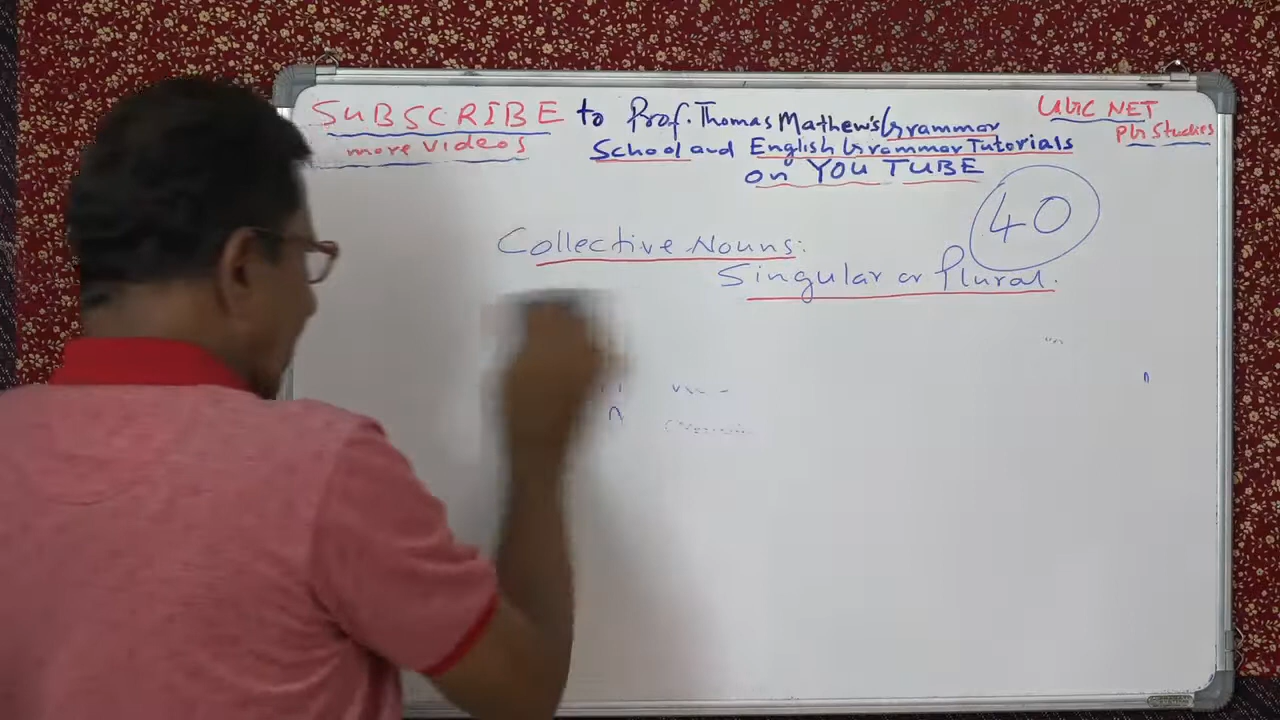 SUBSCRIBE to Prof. Thomas Mathew's Grammar
more videos School and English Grammar Tutorials
on YOU TUBE
UGC NET
Ph Studies
40
Collective Nouns:
Singular or Plural.